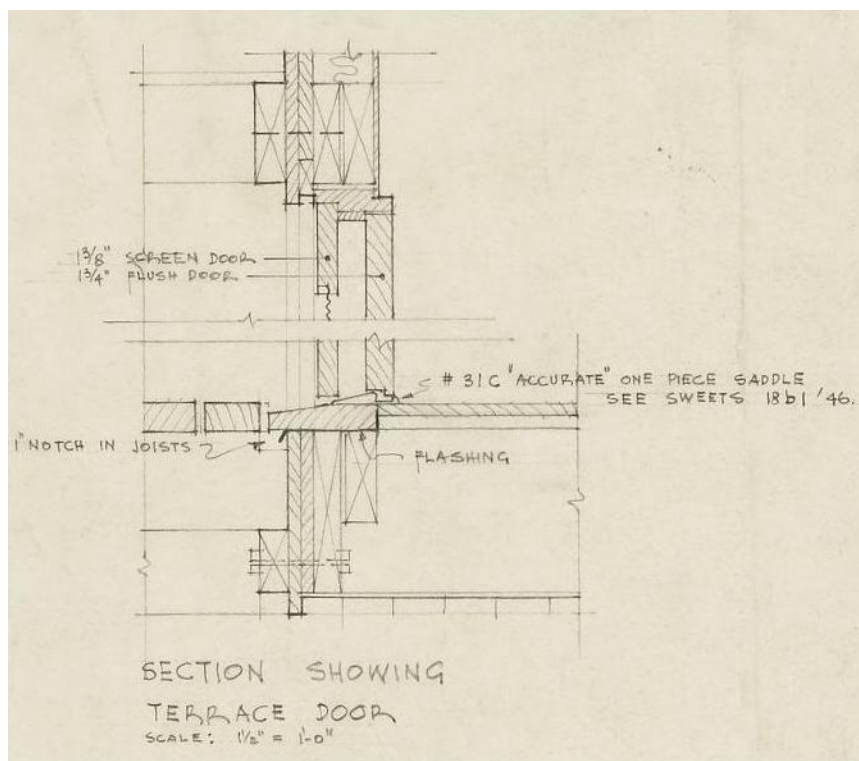 1 3/8" SCREEN DOOR
1 3/4" FLUSH DOOR
# 31C "ACCURATE" ONE PIECE SADDLE
SEE SWEETS 18b1 '46.
1" NOTCH IN JOISTS
FLASHING
SECTION SHOWING
TERRACE DOOR
SCALE: 1 1/2" = 1'-0"